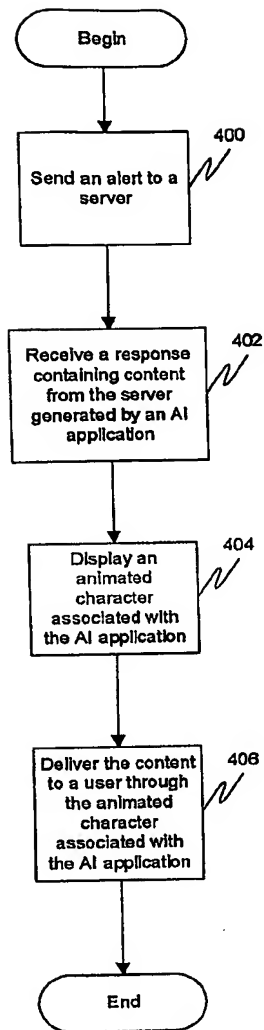 Begin
400
Send an alert to a
server
402
Receive a response
containing content
from the server
generated by an AI
application
404
Display an
animated
character
associated with
the AI application
406
Deliver the content
to a user through
the animated
character
associated with
the AI application
End